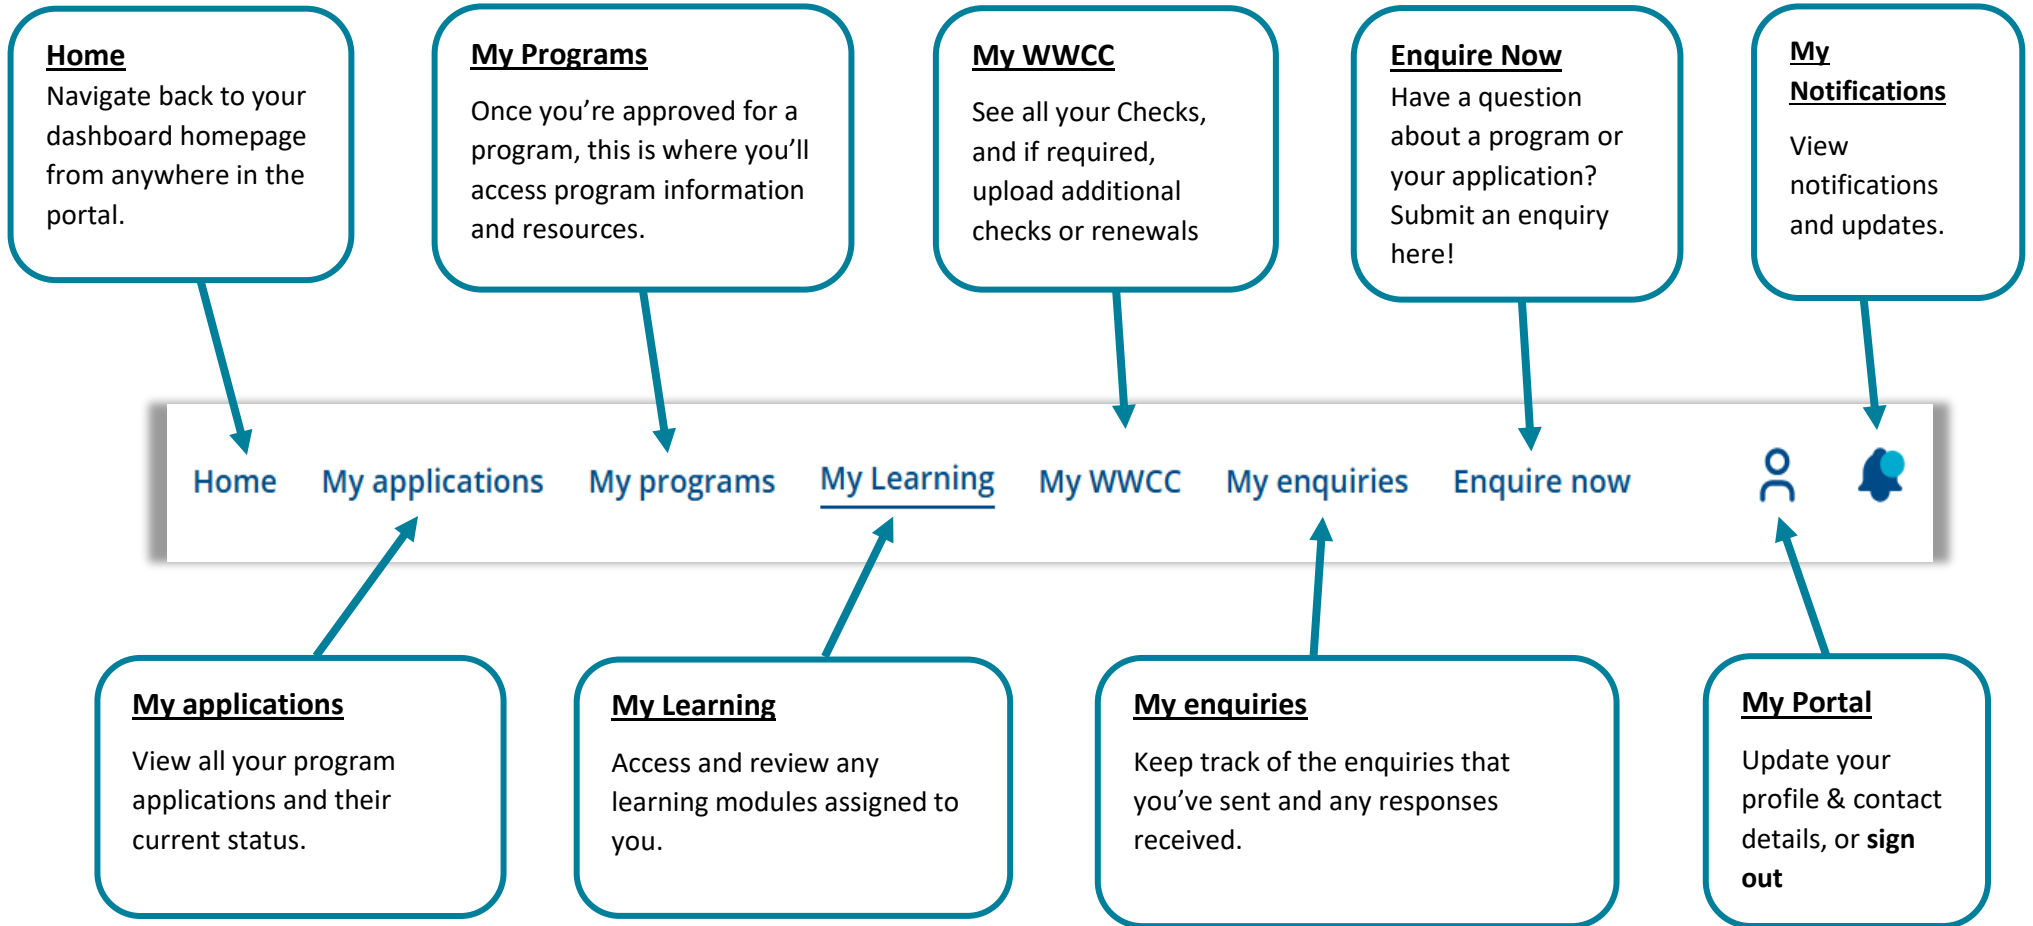 Home
Navigate back to your
dashboard homepage
from anywhere in the
portal.
My Programs
Once you’re approved for a
program, this is where you’ll
access program information
and resources.
My WWCC
See all your Checks,
and if required,
upload additional
checks or renewals
Enquire Now
Have a question
about a program or
your application?
Submit an enquiry
here!
My
Notifications
View
notifications
and updates.
Home My applications My programs My Learning My WWCC My enquiries Enquire now
My applications
View all your program
applications and their
current status.
My Learning
Access and review any
learning modules assigned to
you.
My enquiries
Keep track of the enquiries that
you’ve sent and any responses
received.
My Portal
Update your
profile & contact
details, or sign
out